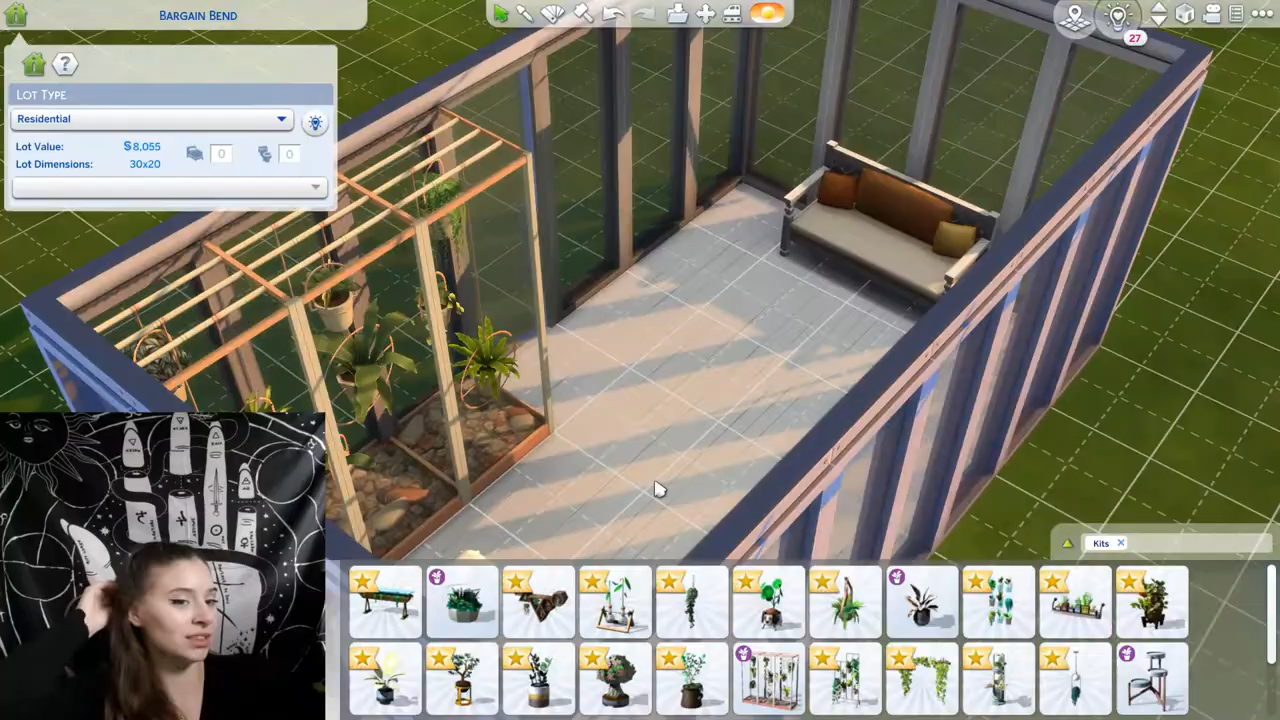 Bargain Bend
27
?
Lot Type
Residential
Lot Value: $8,055 0 0
Lot Dimensions: 30x20
Kits